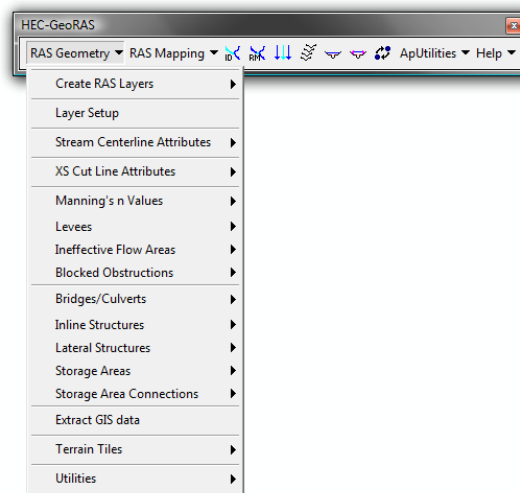 HEC-GeoRAS
RAS Geometry RAS Mapping ID RMK ApUtilities Help
Create RAS Layers
Layer Setup
Stream Centerline Attributes
XS Cut Line Attributes
Manning's n Values
Levees
Ineffective Flow Areas
Blocked Obstructions
Bridges/Culverts
Inline Structures
Lateral Structures
Storage Areas
Storage Area Connections
Extract GIS data
Terrain Tiles
Utilities